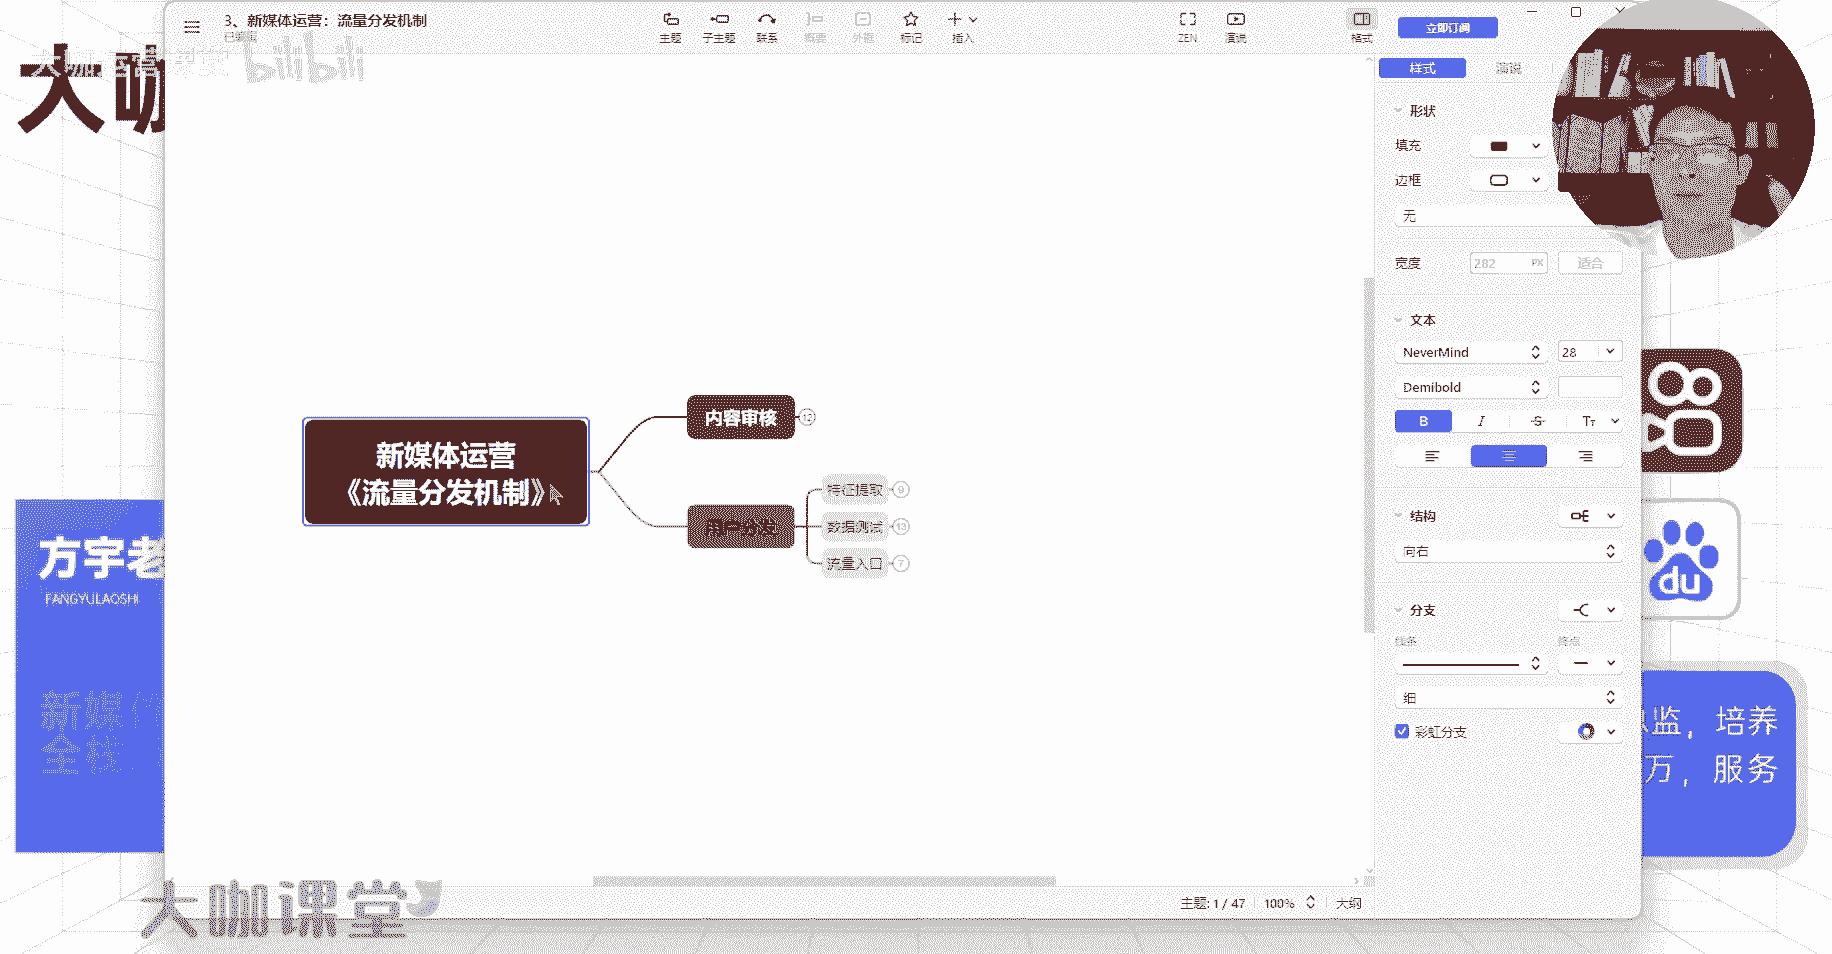 3、新媒体运营：流量分发机制
已编辑
主题
子主题
联系
概要
外框
标记
插入
ZEN
演说
格式
立即订阅
大咖
bilibili
样式
演说
形状
填充
边框
无
宽度
282
PX
适合
文本
NeverMind
28
Demibold
B
I
S
Tт
新媒体运营
《流量分发机制》
内容审核
12
用户分发
特征提取
9
数据测试
13
流量入口
7
结构
向右
分支
线条
终点
细
彩虹分支
方宇老
FANGYULAOSHI
新媒体
全栈
du
监，培养
万，服务
大咖课堂
主题: 1 / 47
100%
大纲